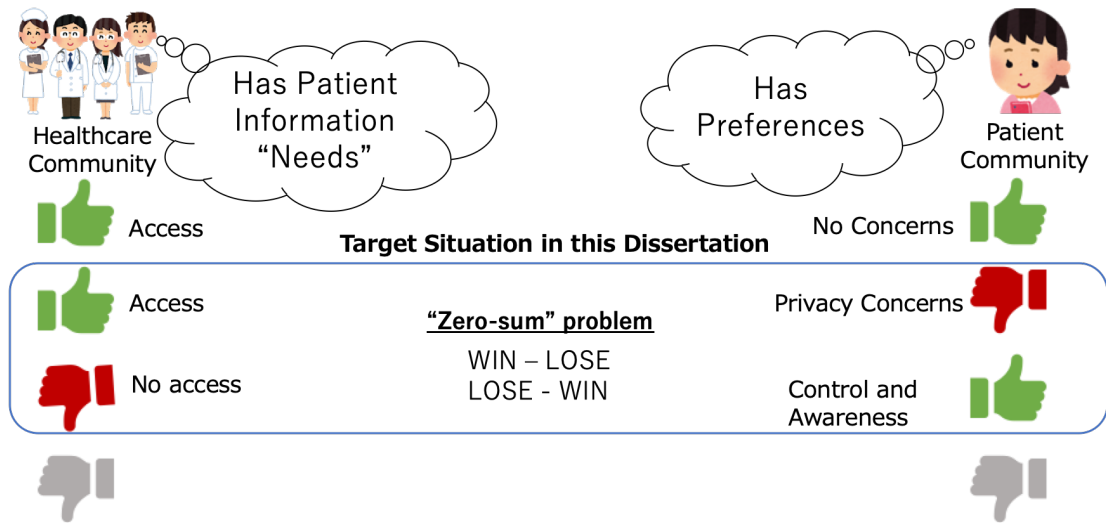 Has Patient
Information
“Needs”
Has
Preferences
Healthcare
Community
Patient
Community
Access
No Concerns
Target Situation in this Dissertation
Access
Privacy Concerns
“Zero-sum” problem
WIN – LOSE
LOSE - WIN
No access
Control and
Awareness